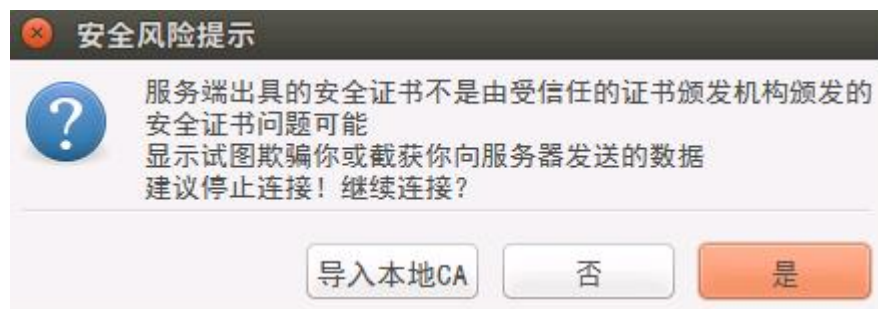 安全风险提示
服务端出具的安全证书不是由受信任的证书颁发机构颁发的
安全证书问题可能
显示试图欺骗你或截获你向服务器发送的数据
建议停止连接！继续连接？
导入本地CA 否 是